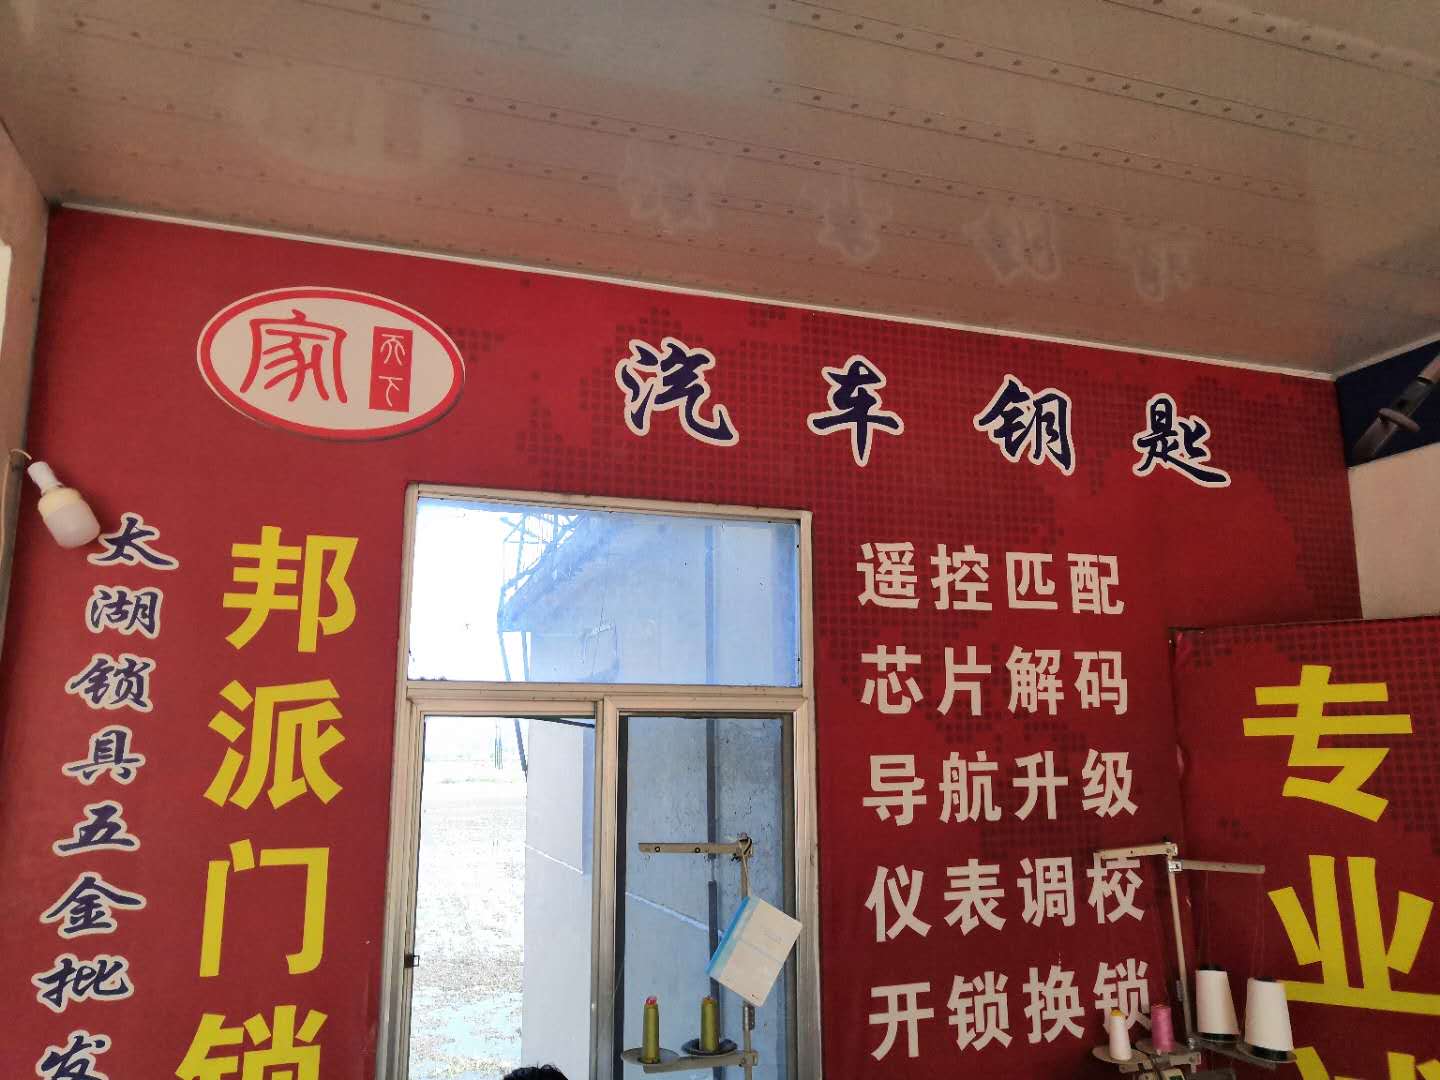 家 天下
汽车钥匙
太湖锁具五金批发
邦派门锁
遥控匹配
芯片解码
导航升级
仪表调校
开锁换锁
专业